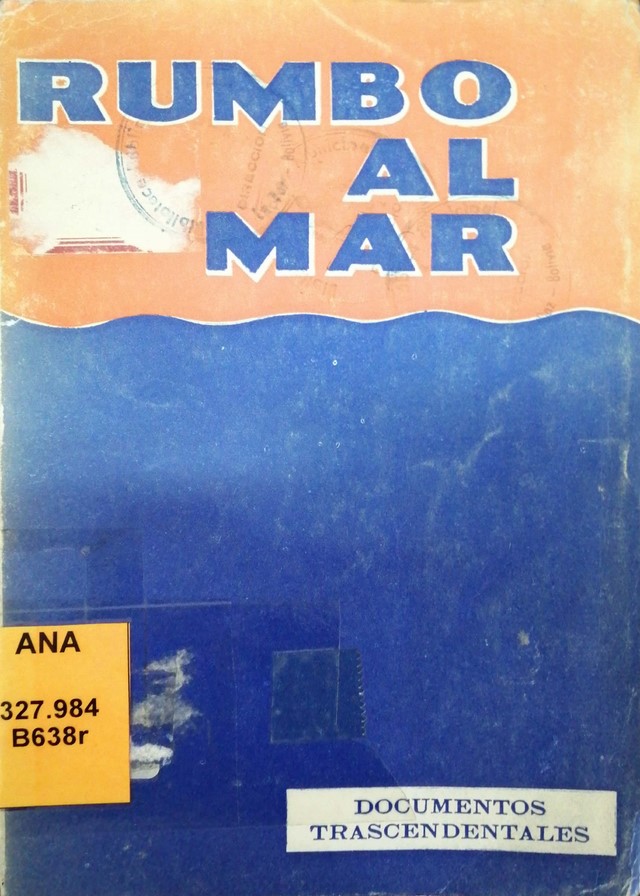 RUMBO
AL
MAR
ANA
327.984
B638r
DOCUMENTOS
TRASCENDENTALES